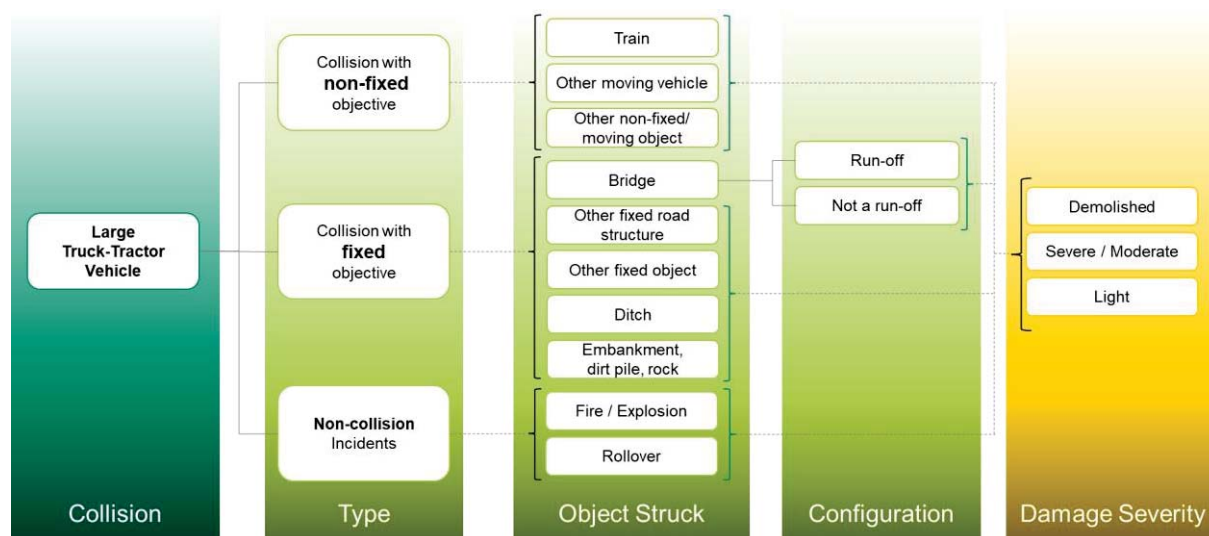 Large
Truck-Tractor
Vehicle
Collision
Collision with
non-fixed
objective
Collision with
fixed
objective
Non-collision
Incidents
Type
Train
Other moving vehicle
Other non-fixed/
moving object
Bridge
Other fixed road
structure
Other fixed object
Ditch
Embankment,
dirt pile, rock
Fire / Explosion
Rollover
Object Struck
Run-off
Not a run-off
Configuration
Demolished
Severe / Moderate
Light
Damage Severity